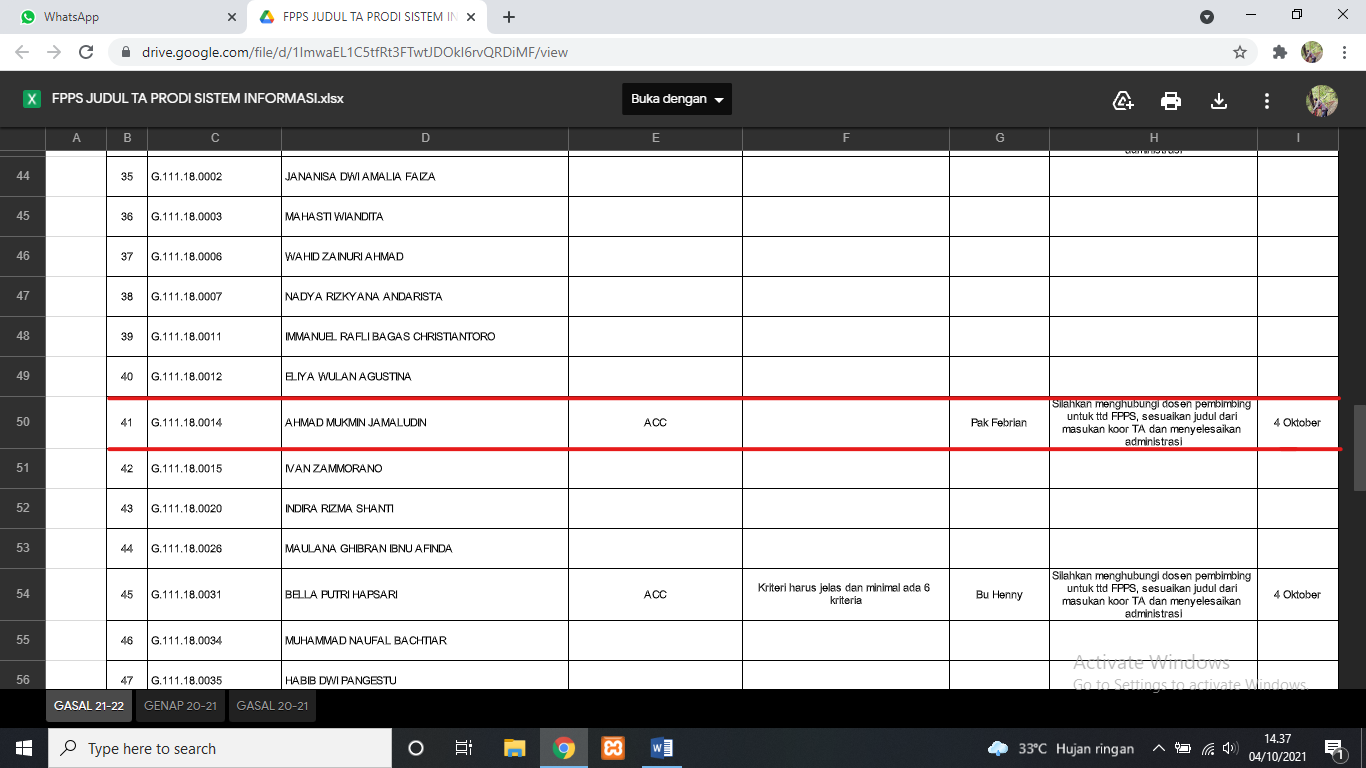 WhatsApp
FPPS JUDUL TA PRODI SISTEM IN
drive.google.com/file/d/1ImwaEL1C5tfRt3FTwtJDOkI6rvQRDiMF/view
X FPPS JUDUL TA PRODI SISTEM INFORMASI.xlsx
Buka dengan
A B C D E F G H I
administrasi
44 35 G.111.18.0002 JANANISA DWI AMALIA FAIZA
45 36 G.111.18.0003 MAHASTI WIANDITA
46 37 G.111.18.0006 WAHID ZAINURI AHMAD
47 38 G.111.18.0007 NADYA RIZKYANA ANDARISTA
48 39 G.111.18.0011 IMMANUEL RAFLI BAGAS CHRISTIANTORO
49 40 G.111.18.0012 ELIYA WULAN AGUSTINA
50 41 G.111.18.0014 AHMAD MUKMIN JAMALUDIN ACC Pak Febrian
Silahkan menghubungi dosen pembimbing
untuk ttd FPPS, sesuaikan judul dari
masukan koor TA dan menyelesaikan
administrasi
4 Oktober
51 42 G.111.18.0015 IVAN ZAMMORANO
52 43 G.111.18.0020 INDIRA RIZMA SHANTI
53 44 G.111.18.0026 MAULANA GHIBRAN IBNU AFINDA
54 45 G.111.18.0031 BELLA PUTRI HAPSARI ACC
Kriteri harus jelas dan minimal ada 6
kriteria
Bu Henny
Silahkan menghubungi dosen pembimbing
untuk ttd FPPS, sesuaikan judul dari
masukan koor TA dan menyelesaikan
administrasi
4 Oktober
55 46 G.111.18.0034 MUHAMMAD NAUFAL BACHTIAR
56 47 G.111.18.0035 HABIB DWI PANGESTU
Activate Windows
Go to Settings to activate Windows.
GASAL 21-22 GENAP 20-21 GASAL 20-21
Type here to search
33°C Hujan ringan
14.37
04/10/2021
1